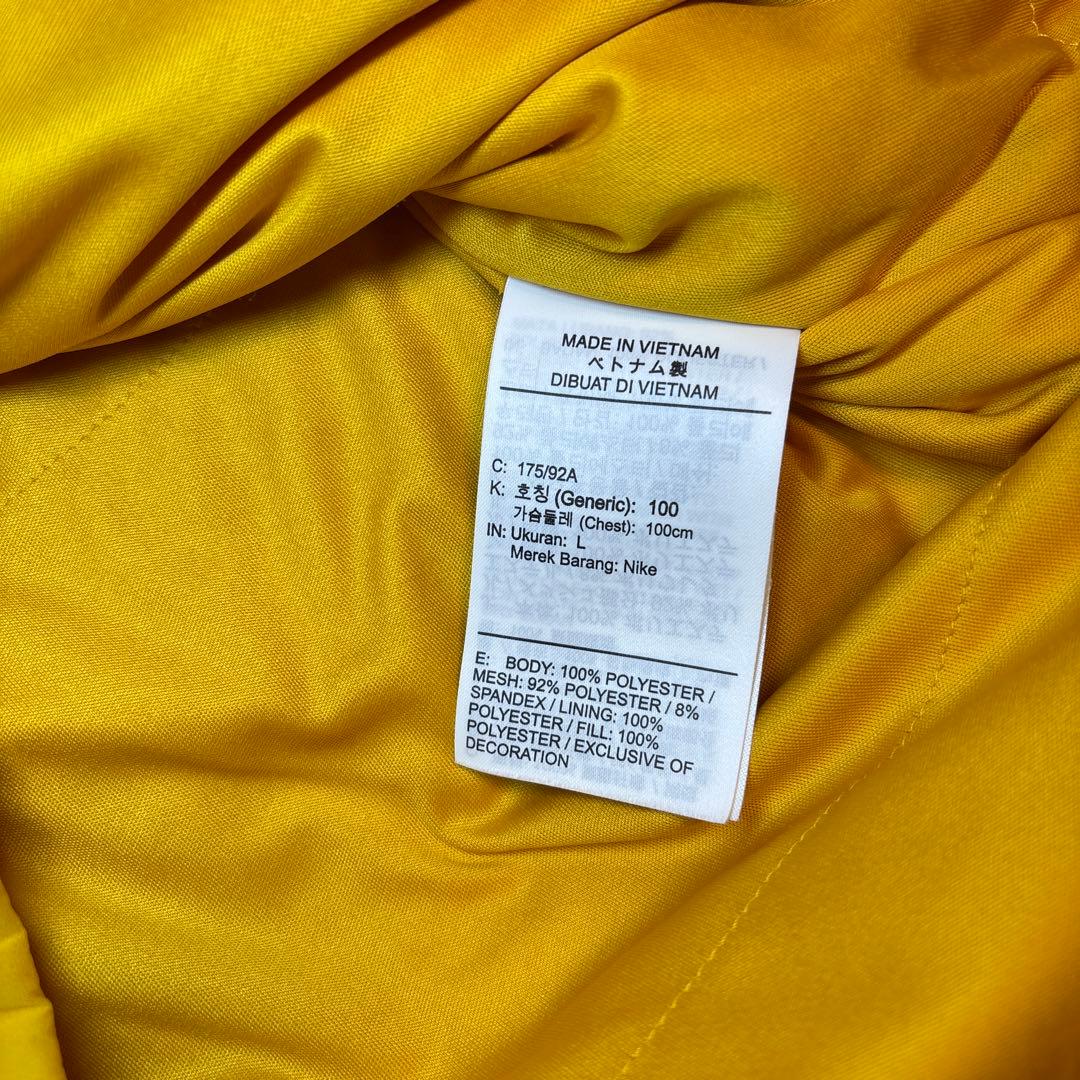 MADE IN VIETNAM
ベトナム製
DIBUAT DI VIETNAM
C: 175/92A
K: 호칭 (Generic): 100
가슴둘레 (Chest): 100cm
IN: Ukuran: L
Merek Barang: Nike
E: BODY: 100% POLYESTER /
MESH: 92% POLYESTER / 8%
SPANDEX / LINING: 100%
POLYESTER / FILL: 100%
POLYESTER / EXCLUSIVE OF
DECORATION